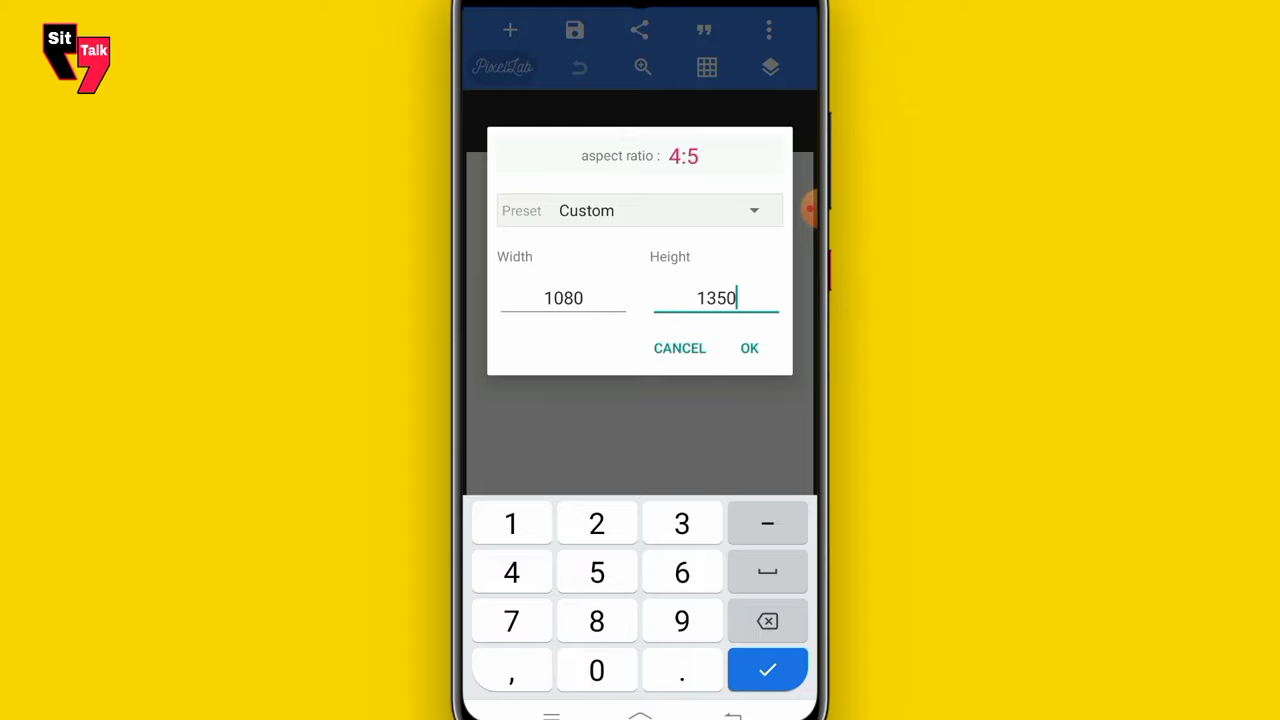 Sit
Talk
PixelLab
aspect ratio : 4:5
Preset Custom
Width Height
1080 1350
CANCEL OK
1 2 3 –
4 5 6
7 8 9
, 0 .